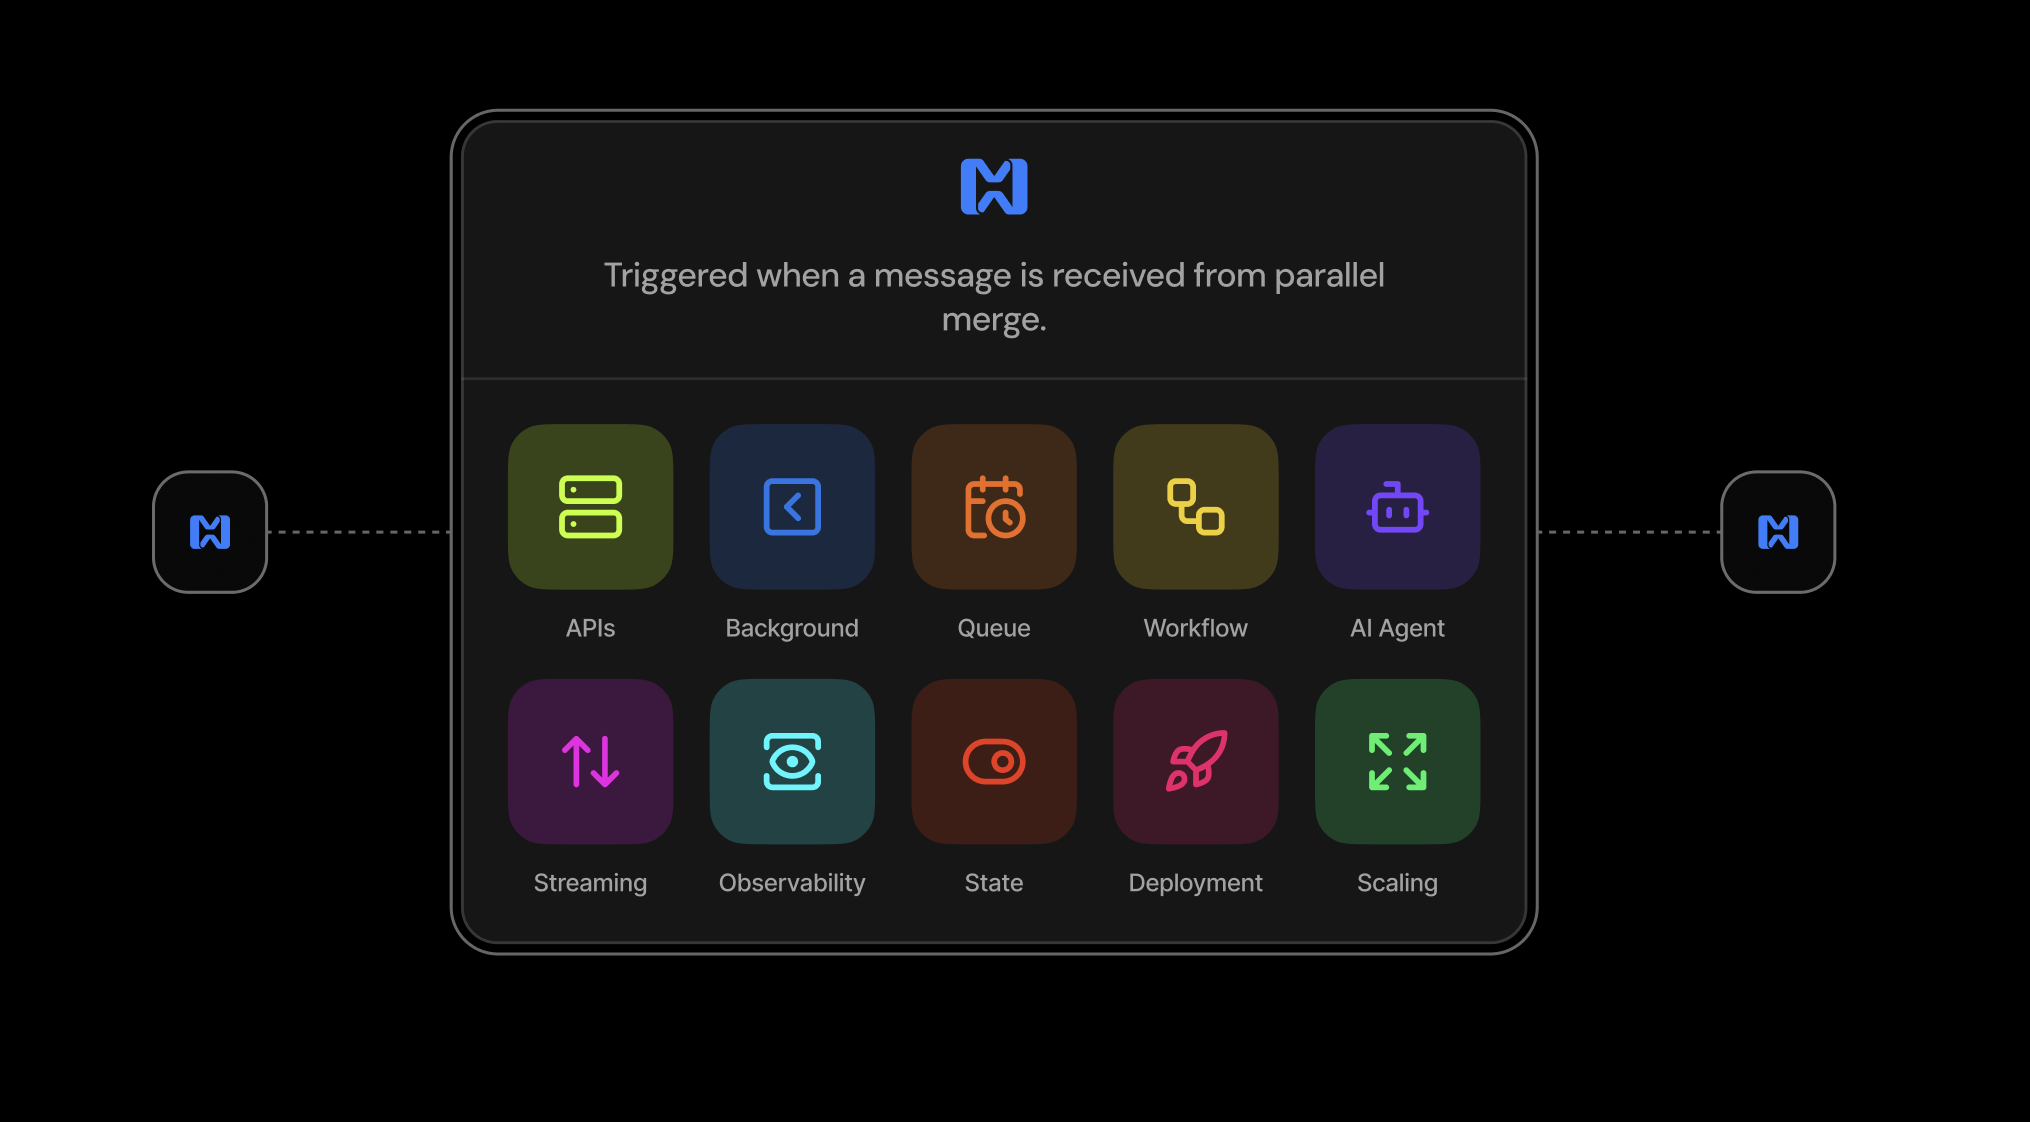 Triggered when a message is received from parallel
merge.
APIs
Background
Queue
Workflow
AI Agent
Streaming
Observability
State
Deployment
Scaling